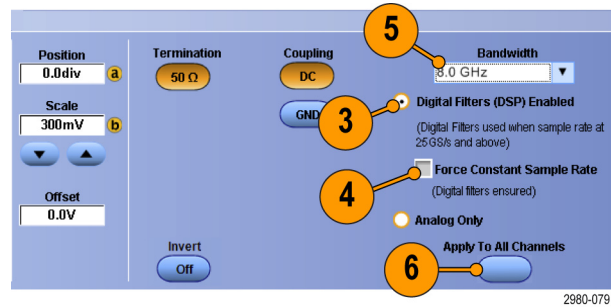 Position
0.0div
a
Scale
300mV
b
Offset
0.0V
Termination
50 Ω
Invert
Off
Coupling
DC
GND
5
Bandwidth
8.0 GHz
3
Digital Filters (DSP) Enabled
(Digital Filters used when sample rate at
25GS/s and above)
4
Force Constant Sample Rate
(Digital filters ensured)
Analog Only
Apply To All Channels
6
2980-079